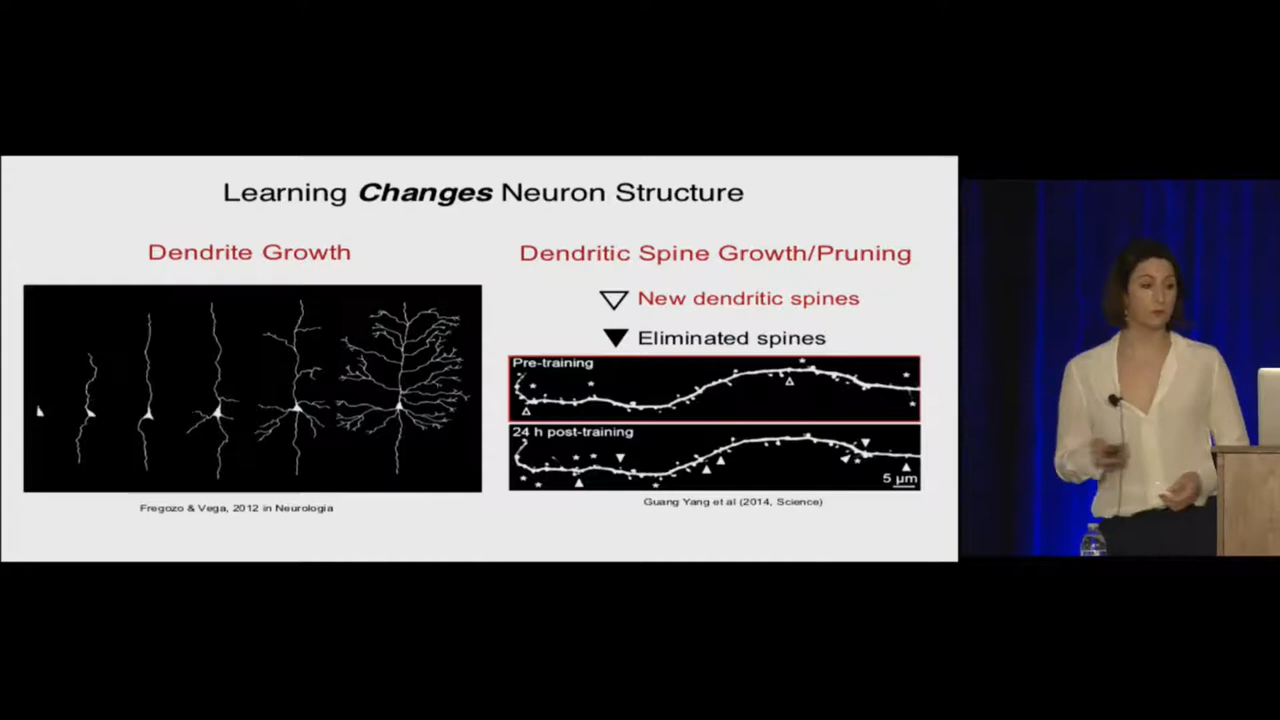 Learning Changes Neuron Structure
Dendrite Growth
Fregozo & Vega, 2012 in Neurologia
Dendritic Spine Growth/Pruning
New dendritic spines
Eliminated spines
Pre-training
24 h post-training
5 μm
Guang Yang et al (2014, Science)